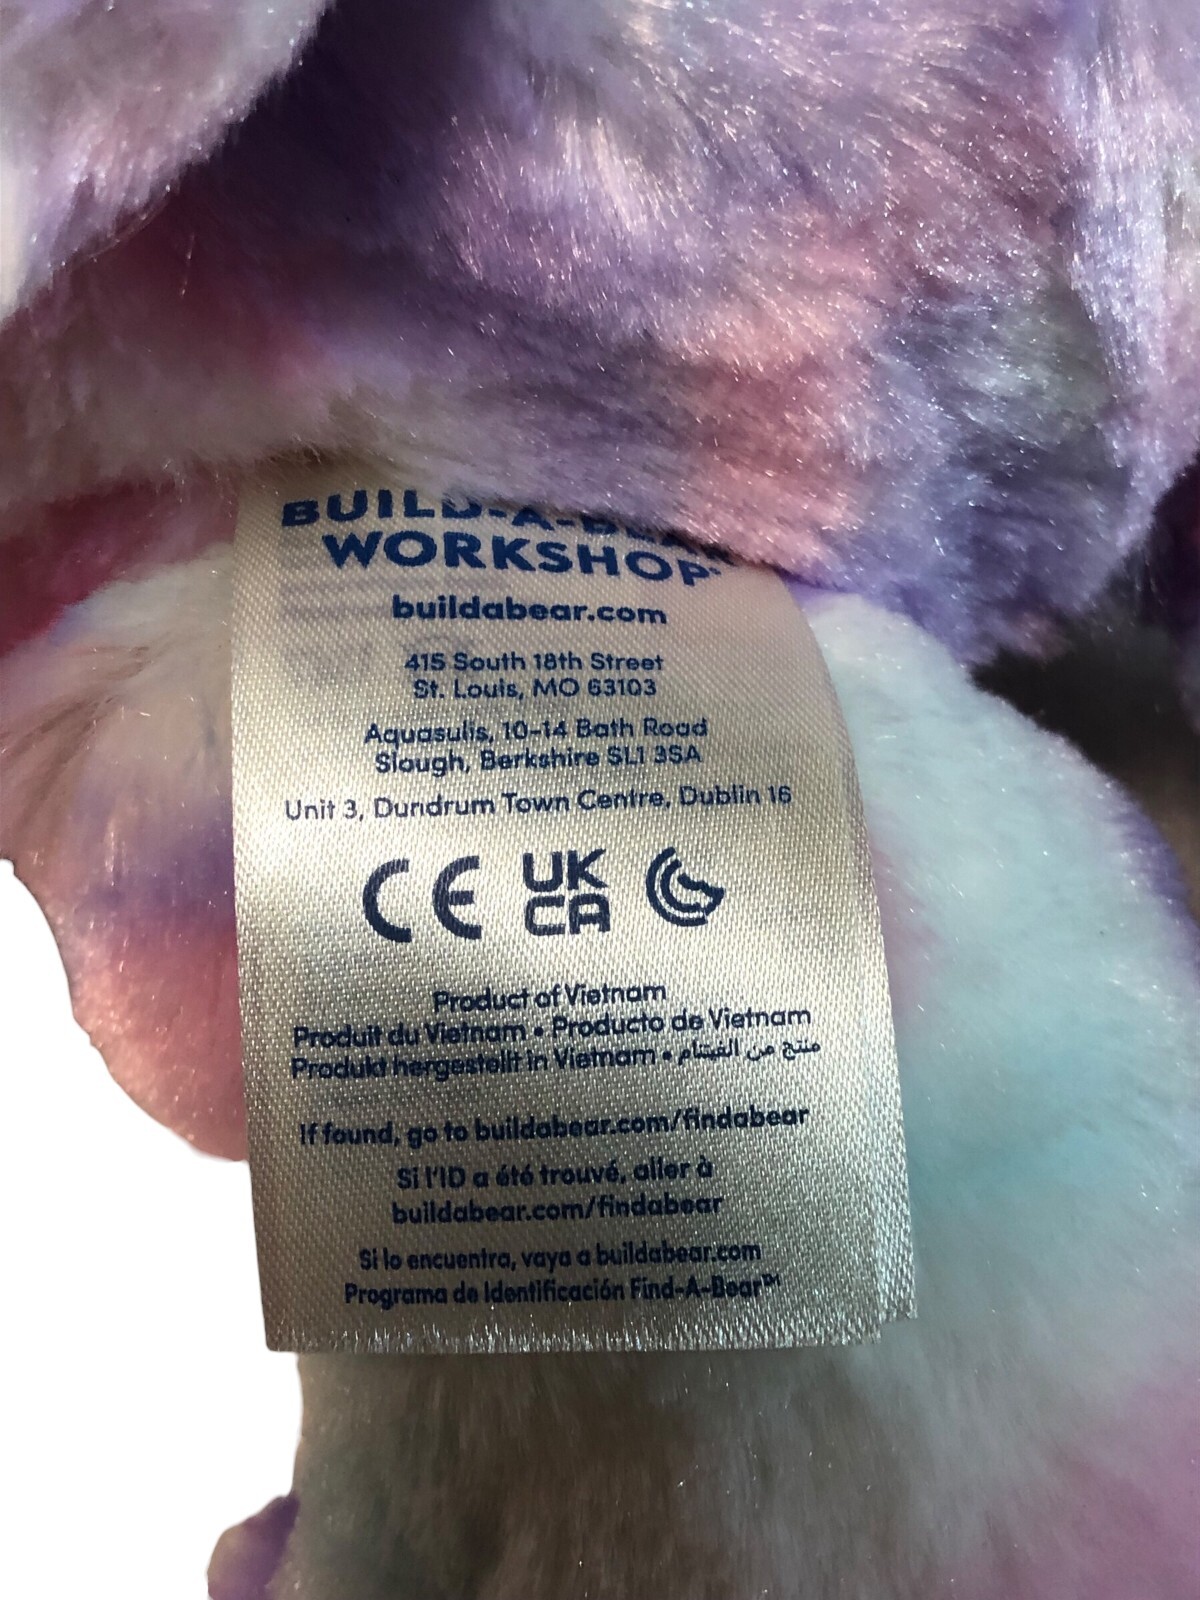 BUILD-A-BEAR
WORKSHOP
buildabear.com
415 South 18th Street
St. Louis, MO 63103
Aquasulis, 10-14 Bath Road
Slough, Berkshire SL1 3SA
Unit 3, Dundrum Town Centre, Dublin 16
CE UK
CA
Product of Vietnam
Produit du Vietnam • Producto de Vietnam
Produkt hergestellt in Vietnam • منتج من الفيتنام
If found, go to buildabear.com/findabear
Si l'ID a été trouvé, aller à
buildabear.com/findabear
Si lo encuentra, vaya a buildabear.com
Programa de Identificación Find-A-Bear™